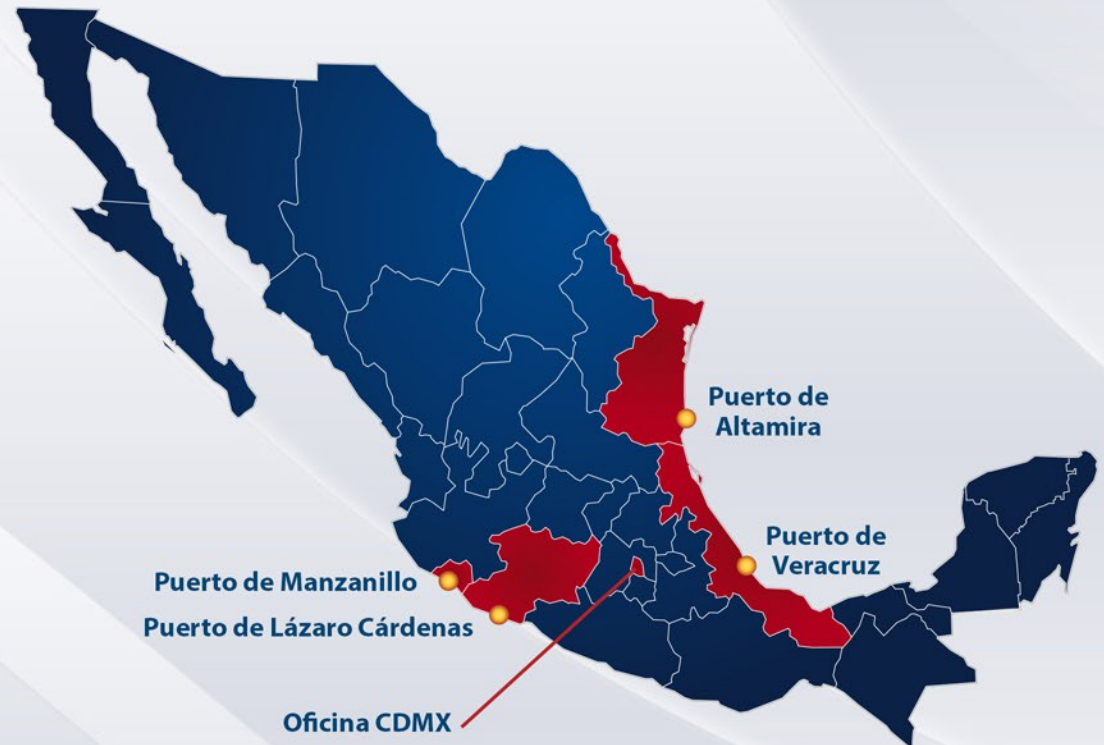 Puerto de
Altamira
Puerto de
Veracruz
Puerto de Manzanillo
Puerto de Lázaro Cárdenas
Oficina CDMX